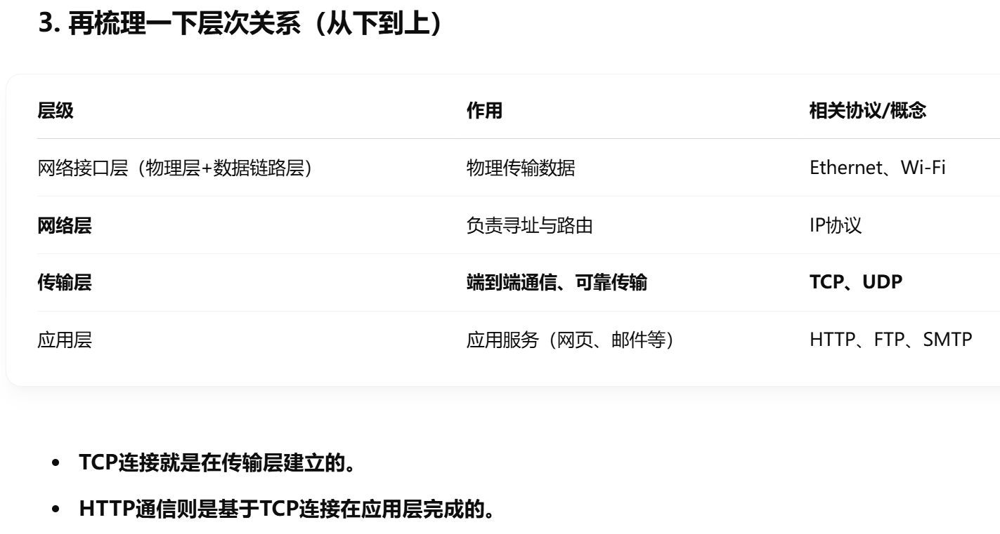 3. 再梳理一下层次关系（从下到上）
层级 作用 相关协议/概念
网络接口层（物理层+数据链路层） 物理传输数据 Ethernet、Wi-Fi
网络层 负责寻址与路由 IP协议
传输层 端到端通信、可靠传输 TCP、UDP
应用层 应用服务（网页、邮件等） HTTP、FTP、SMTP
• TCP连接就是在传输层建立的。
• HTTP通信则是基于TCP连接在应用层完成的。